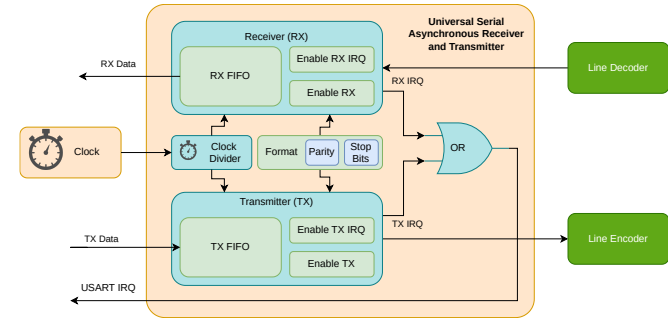 Universal Serial
Asynchronous Receiver
and Transmitter
Receiver (RX)
RX Data
RX FIFO
Enable RX IRQ
Enable RX
RX IRQ
Line Decoder
Clock
Clock
Divider
Format
Parity
Stop
Bits
OR
Transmitter (TX)
TX Data
TX FIFO
Enable TX IRQ
Enable TX
TX IRQ
Line Encoder
USART IRQ